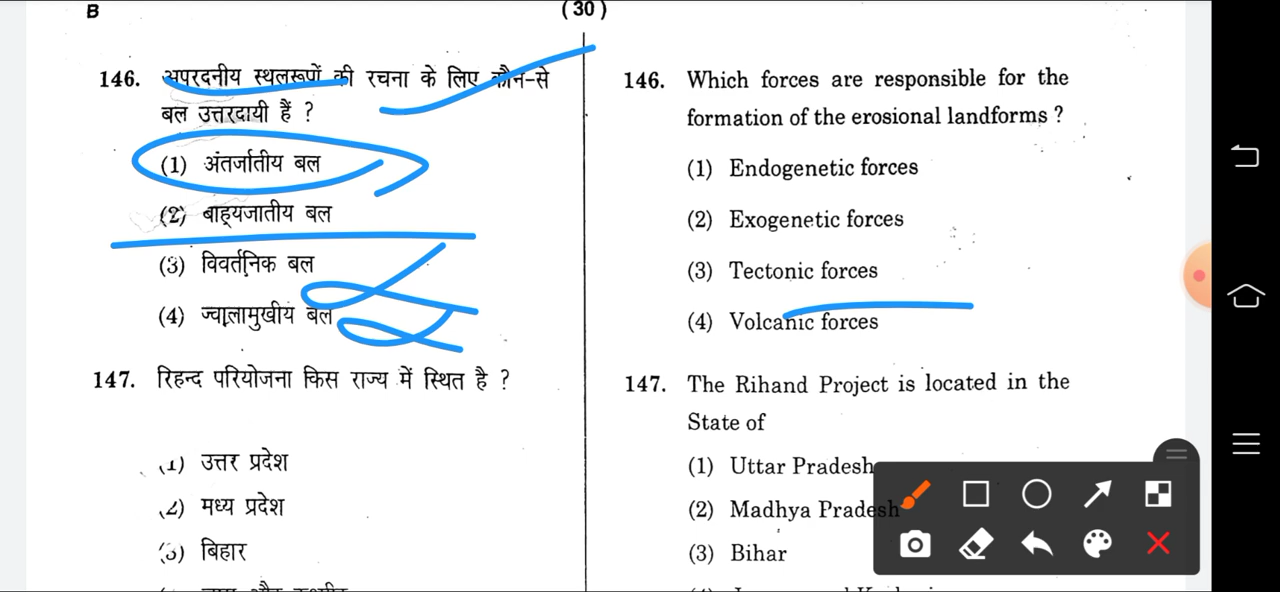 B
(30)
146. अपरदनीय स्थलरूपों की रचना के लिए कौन-से
बल उत्तरदायी हैं ?
(1) अंतर्जातीय बल
(2) बाह्यजातीय बल
(3) विवर्तनिक बल
(4) ज्वालामुखीय बल
147. रिहन्द परियोजना किस राज्य में स्थित है ?
(1) उत्तर प्रदेश
(2) मध्य प्रदेश
(3) बिहार
146. Which forces are responsible for the
formation of the erosional landforms ?
(1) Endogenetic forces
(2) Exogenetic forces
(3) Tectonic forces
(4) Volcanic forces
147. The Rihand Project is located in the
State of
(1) Uttar Pradesh
(2) Madhya Pradesh
(3) Bihar